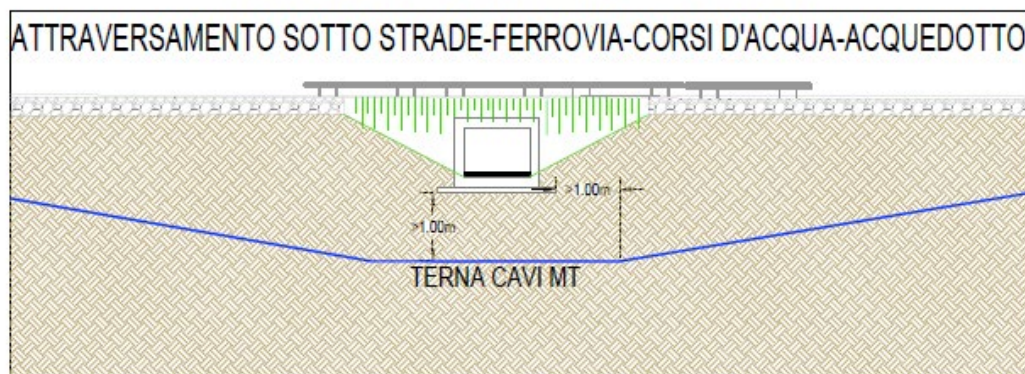 ATTRAVERSAMENTO SOTTO STRADE-FERROVIA-CORSI D'ACQUA-ACQUEDOTTO
>1.00m
>1.00m
TERNA CAVI MT